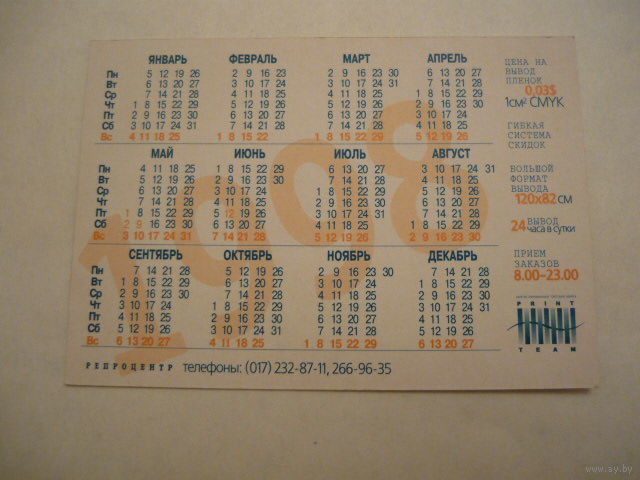 ЯНВАРЬ ФЕВРАЛЬ МАРТ АПРЕЛЬ
Пн 5 12 19 26 2 9 16 23 2 9 16 23 30 6 13 20 27
Вт 6 13 20 27 3 10 17 24 3 10 17 24 31 7 14 21 28
Ср 7 14 21 28 4 11 18 25 4 11 18 25 1 8 15 22 29
Чт 1 8 15 22 29 5 12 19 26 5 12 19 26 2 9 16 23 30
Пт 2 9 16 23 30 6 13 20 27 6 13 20 27 3 10 17 24
Сб 3 10 17 24 31 7 14 21 28 7 14 21 28 4 11 18 25
Вс 4 11 18 25 1 8 15 22 1 8 15 22 29 5 12 19 26
МАЙ ИЮНЬ ИЮЛЬ АВГУСТ
Пн 4 11 18 25 1 8 15 22 29 6 13 20 27 3 10 17 24 31
Вт 5 12 19 26 2 9 16 23 30 7 14 21 28 4 11 18 25
Ср 6 13 20 27 3 10 17 24 1 8 15 22 29 5 12 19 26
Чт 7 14 21 28 4 11 18 25 2 9 16 23 30 6 13 20 27
Пт 1 8 15 22 29 5 12 19 26 3 10 17 24 31 7 14 21 28
Сб 2 9 16 23 30 6 13 20 27 4 11 18 25 1 8 15 22 29
Вс 3 10 17 24 31 7 14 21 28 5 12 19 26 2 9 16 23 30
СЕНТЯБРЬ ОКТЯБРЬ НОЯБРЬ ДЕКАБРЬ
Пн 7 14 21 28 5 12 19 26 2 9 16 23 30 7 14 21 28
Вт 1 8 15 22 29 6 13 20 27 3 10 17 24 1 8 15 22 29
Ср 2 9 16 23 30 7 14 21 28 4 11 18 25 2 9 16 23 30
Чт 3 10 17 24 1 8 15 22 29 5 12 19 26 3 10 17 24 31
Пт 4 11 18 25 2 9 16 23 30 6 13 20 27 4 11 18 25
Сб 5 12 19 26 3 10 17 24 31 7 14 21 28 5 12 19 26
Вс 6 13 20 27 4 11 18 25 1 8 15 22 29 6 13 20 27
1998
РЕПРОЦЕНТР телефоны: (017) 232-87-11, 266-96-35
ЦЕНА НА
ВЫВОД
ПЛЕНОК
0,03$
1см² CMYK
ГИБКАЯ
СИСТЕМА
СКИДОК
БОЛЬШОЙ
ФОРМАТ
ВЫВОДА
120x82 СМ
24 ВЫВОД
часа в сутки
ПРИЕМ
ЗАКАЗОВ
8.00-23.00
PRINT
TEAM
www.ay.by